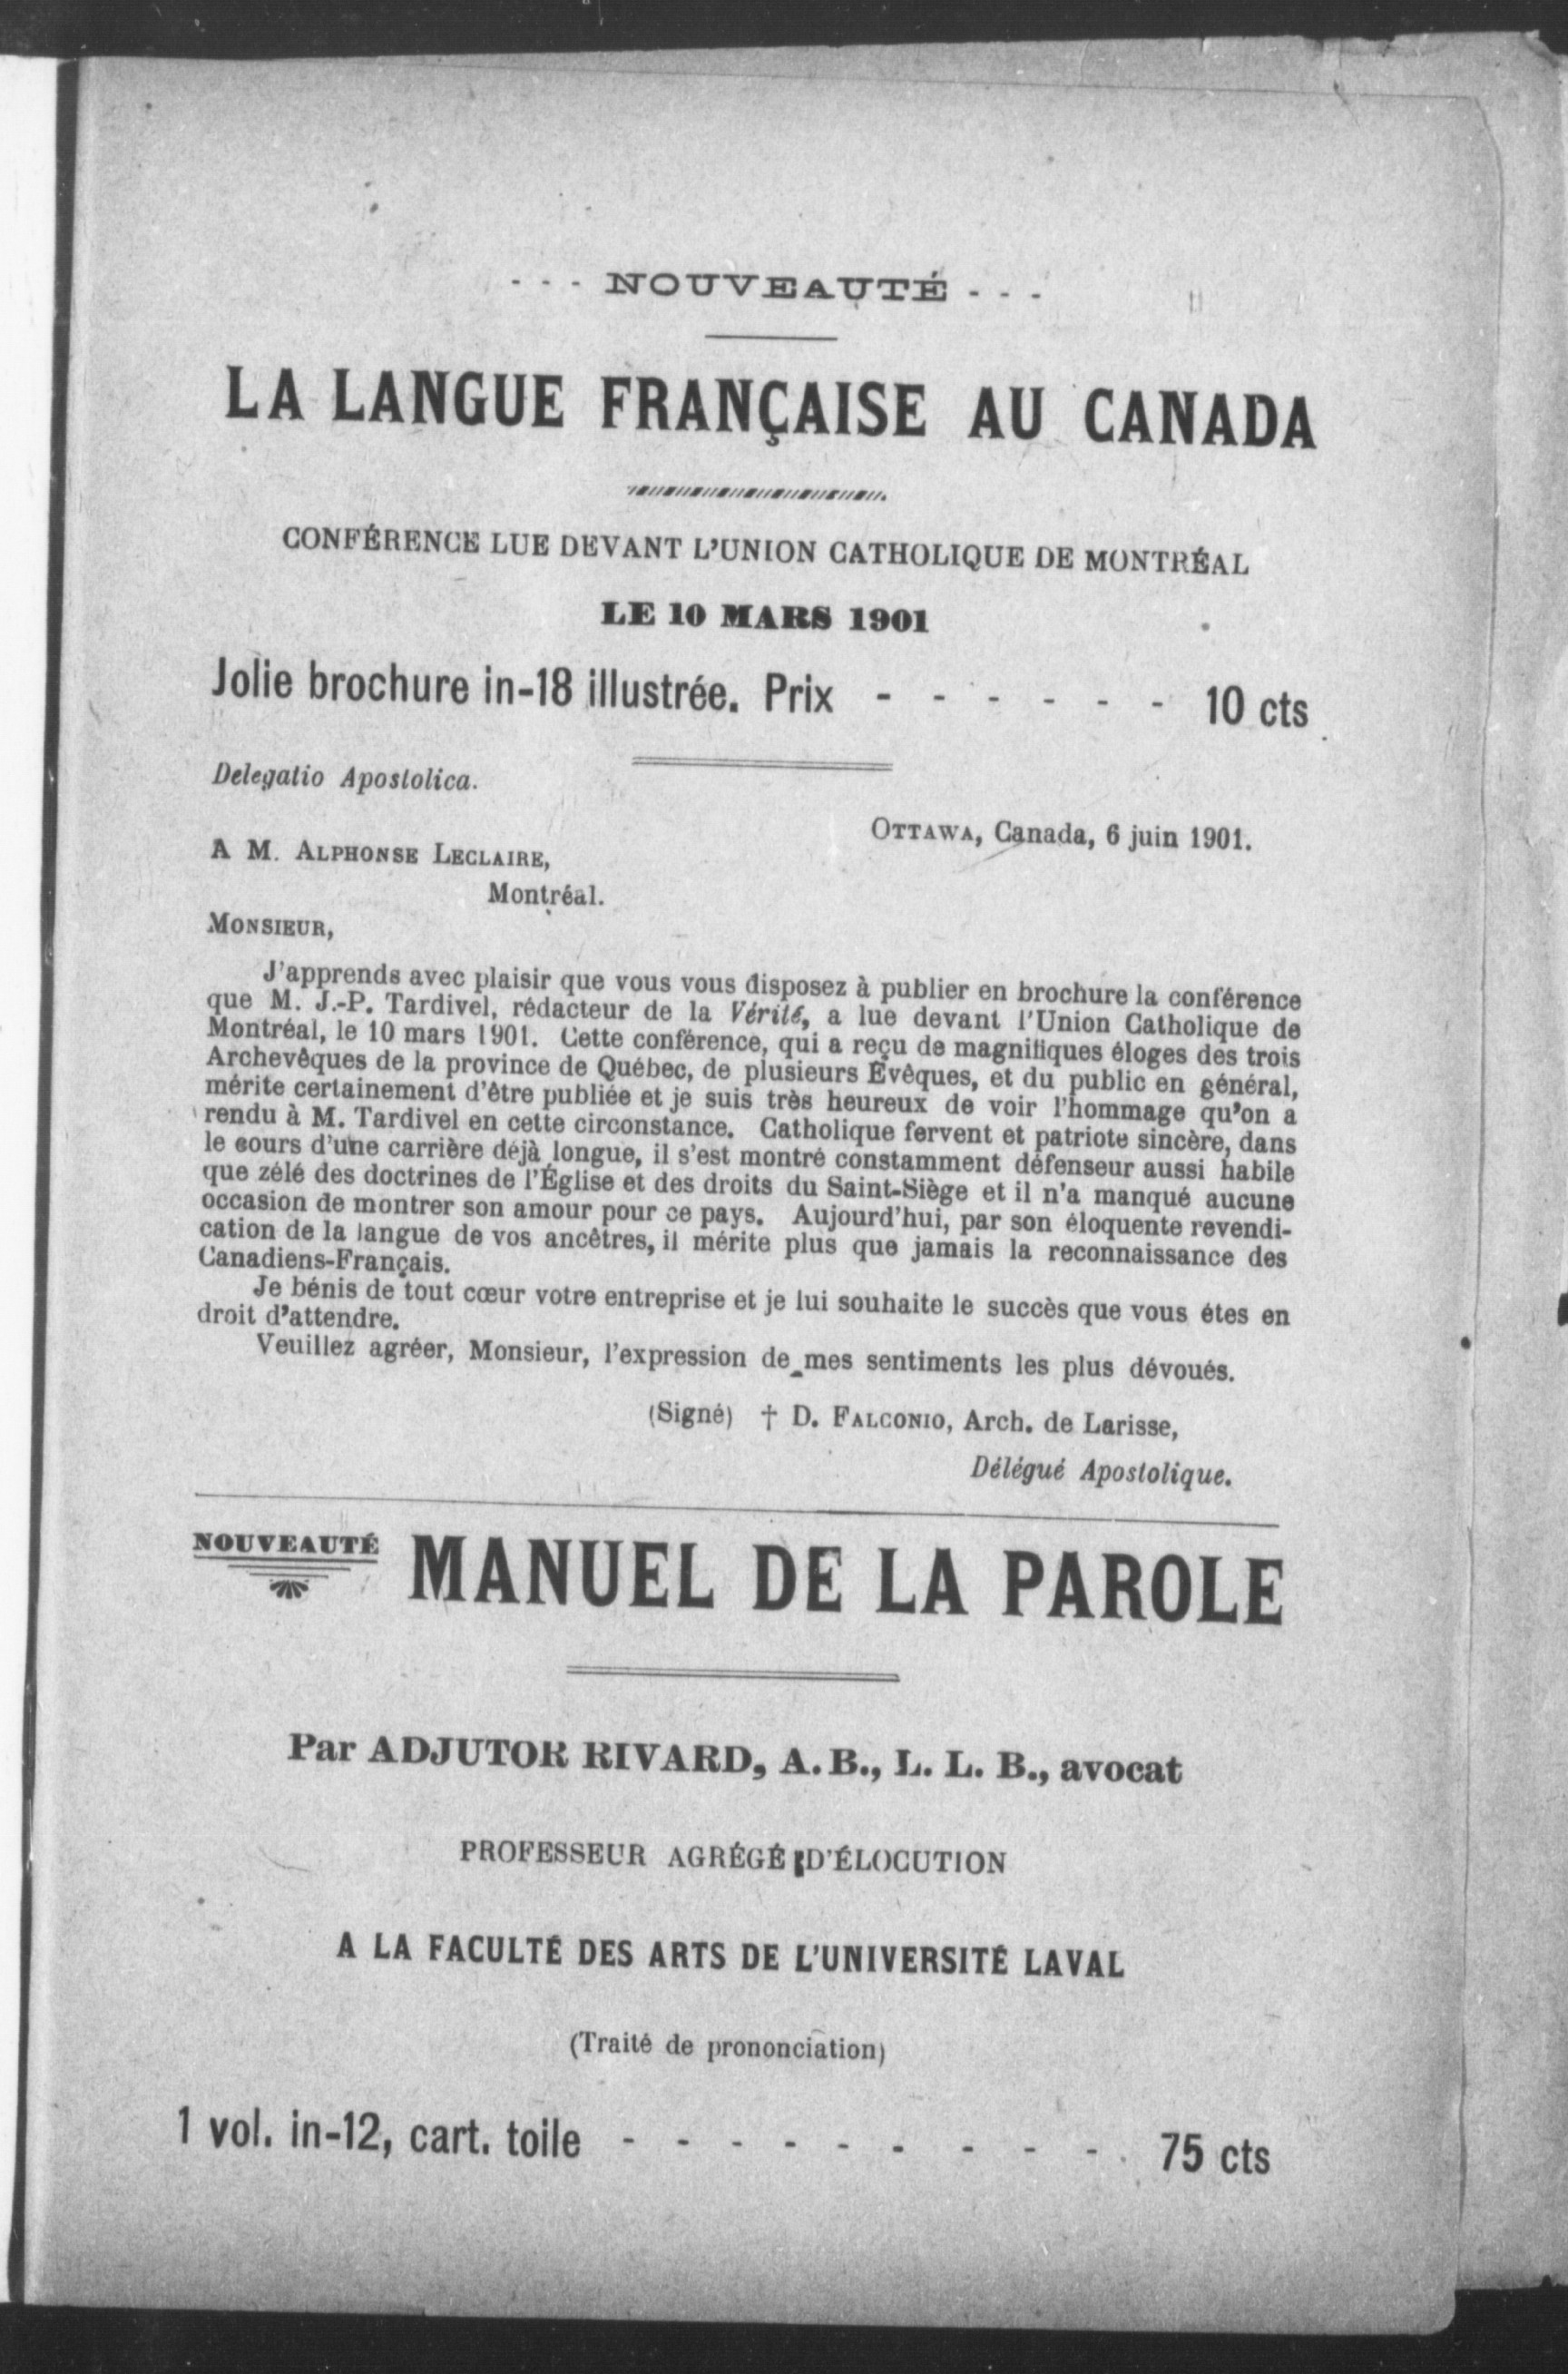 - - - NOUVEAUTÉ - - -
LA LANGUE FRANÇAISE AU CANADA
CONFÉRENCE LUE DEVANT L'UNION CATHOLIQUE DE MONTRÉAL
LE 10 MARS 1901
Jolie brochure in-18 illustrée. Prix - - - - - - 10 cts
Delegatio Apostolica.
OTTAWA, Canada, 6 juin 1901.
A M. ALPHONSE LECLAIRE,
Montréal.
MONSIEUR,
J'apprends avec plaisir que vous vous disposez à publier en brochure la conférence
que M. J.-P. Tardivel, rédacteur de la Vérité, a lue devant l'Union Catholique de
Montréal, le 10 mars 1901. Cette conférence, qui a reçu de magnifiques éloges des trois
Archevêques de la province de Québec, de plusieurs Évêques, et du public en général,
mérite certainement d'être publiée et je suis très heureux de voir l'hommage qu'on a
rendu à M. Tardivel en cette circonstance. Catholique fervent et patriote sincère, dans
le cours d'une carrière déjà longue, il s'est montré constamment défenseur aussi habile
que zélé des doctrines de l'Église et des droits du Saint-Siège et il n'a manqué aucune
occasion de montrer son amour pour ce pays. Aujourd'hui, par son éloquente revendi-
cation de la langue de vos ancêtres, il mérite plus que jamais la reconnaissance des
Canadiens-Français.
Je bénis de tout cœur votre entreprise et je lui souhaite le succès que vous êtes en
droit d'attendre.
Veuillez agréer, Monsieur, l'expression de mes sentiments les plus dévoués.
(Signé) † D. FALCONIO, Arch. de Larisse,
Délégué Apostolique.
NOUVEAUTÉ MANUEL DE LA PAROLE
Par ADJUTOR RIVARD, A. B., L. L. B., avocat
PROFESSEUR AGRÉGÉ D'ÉLOCUTION
A LA FACULTÉ DES ARTS DE L'UNIVERSITÉ LAVAL
(Traité de prononciation)
1 vol. in-12, cart. toile - - - - - - - - - 75 cts